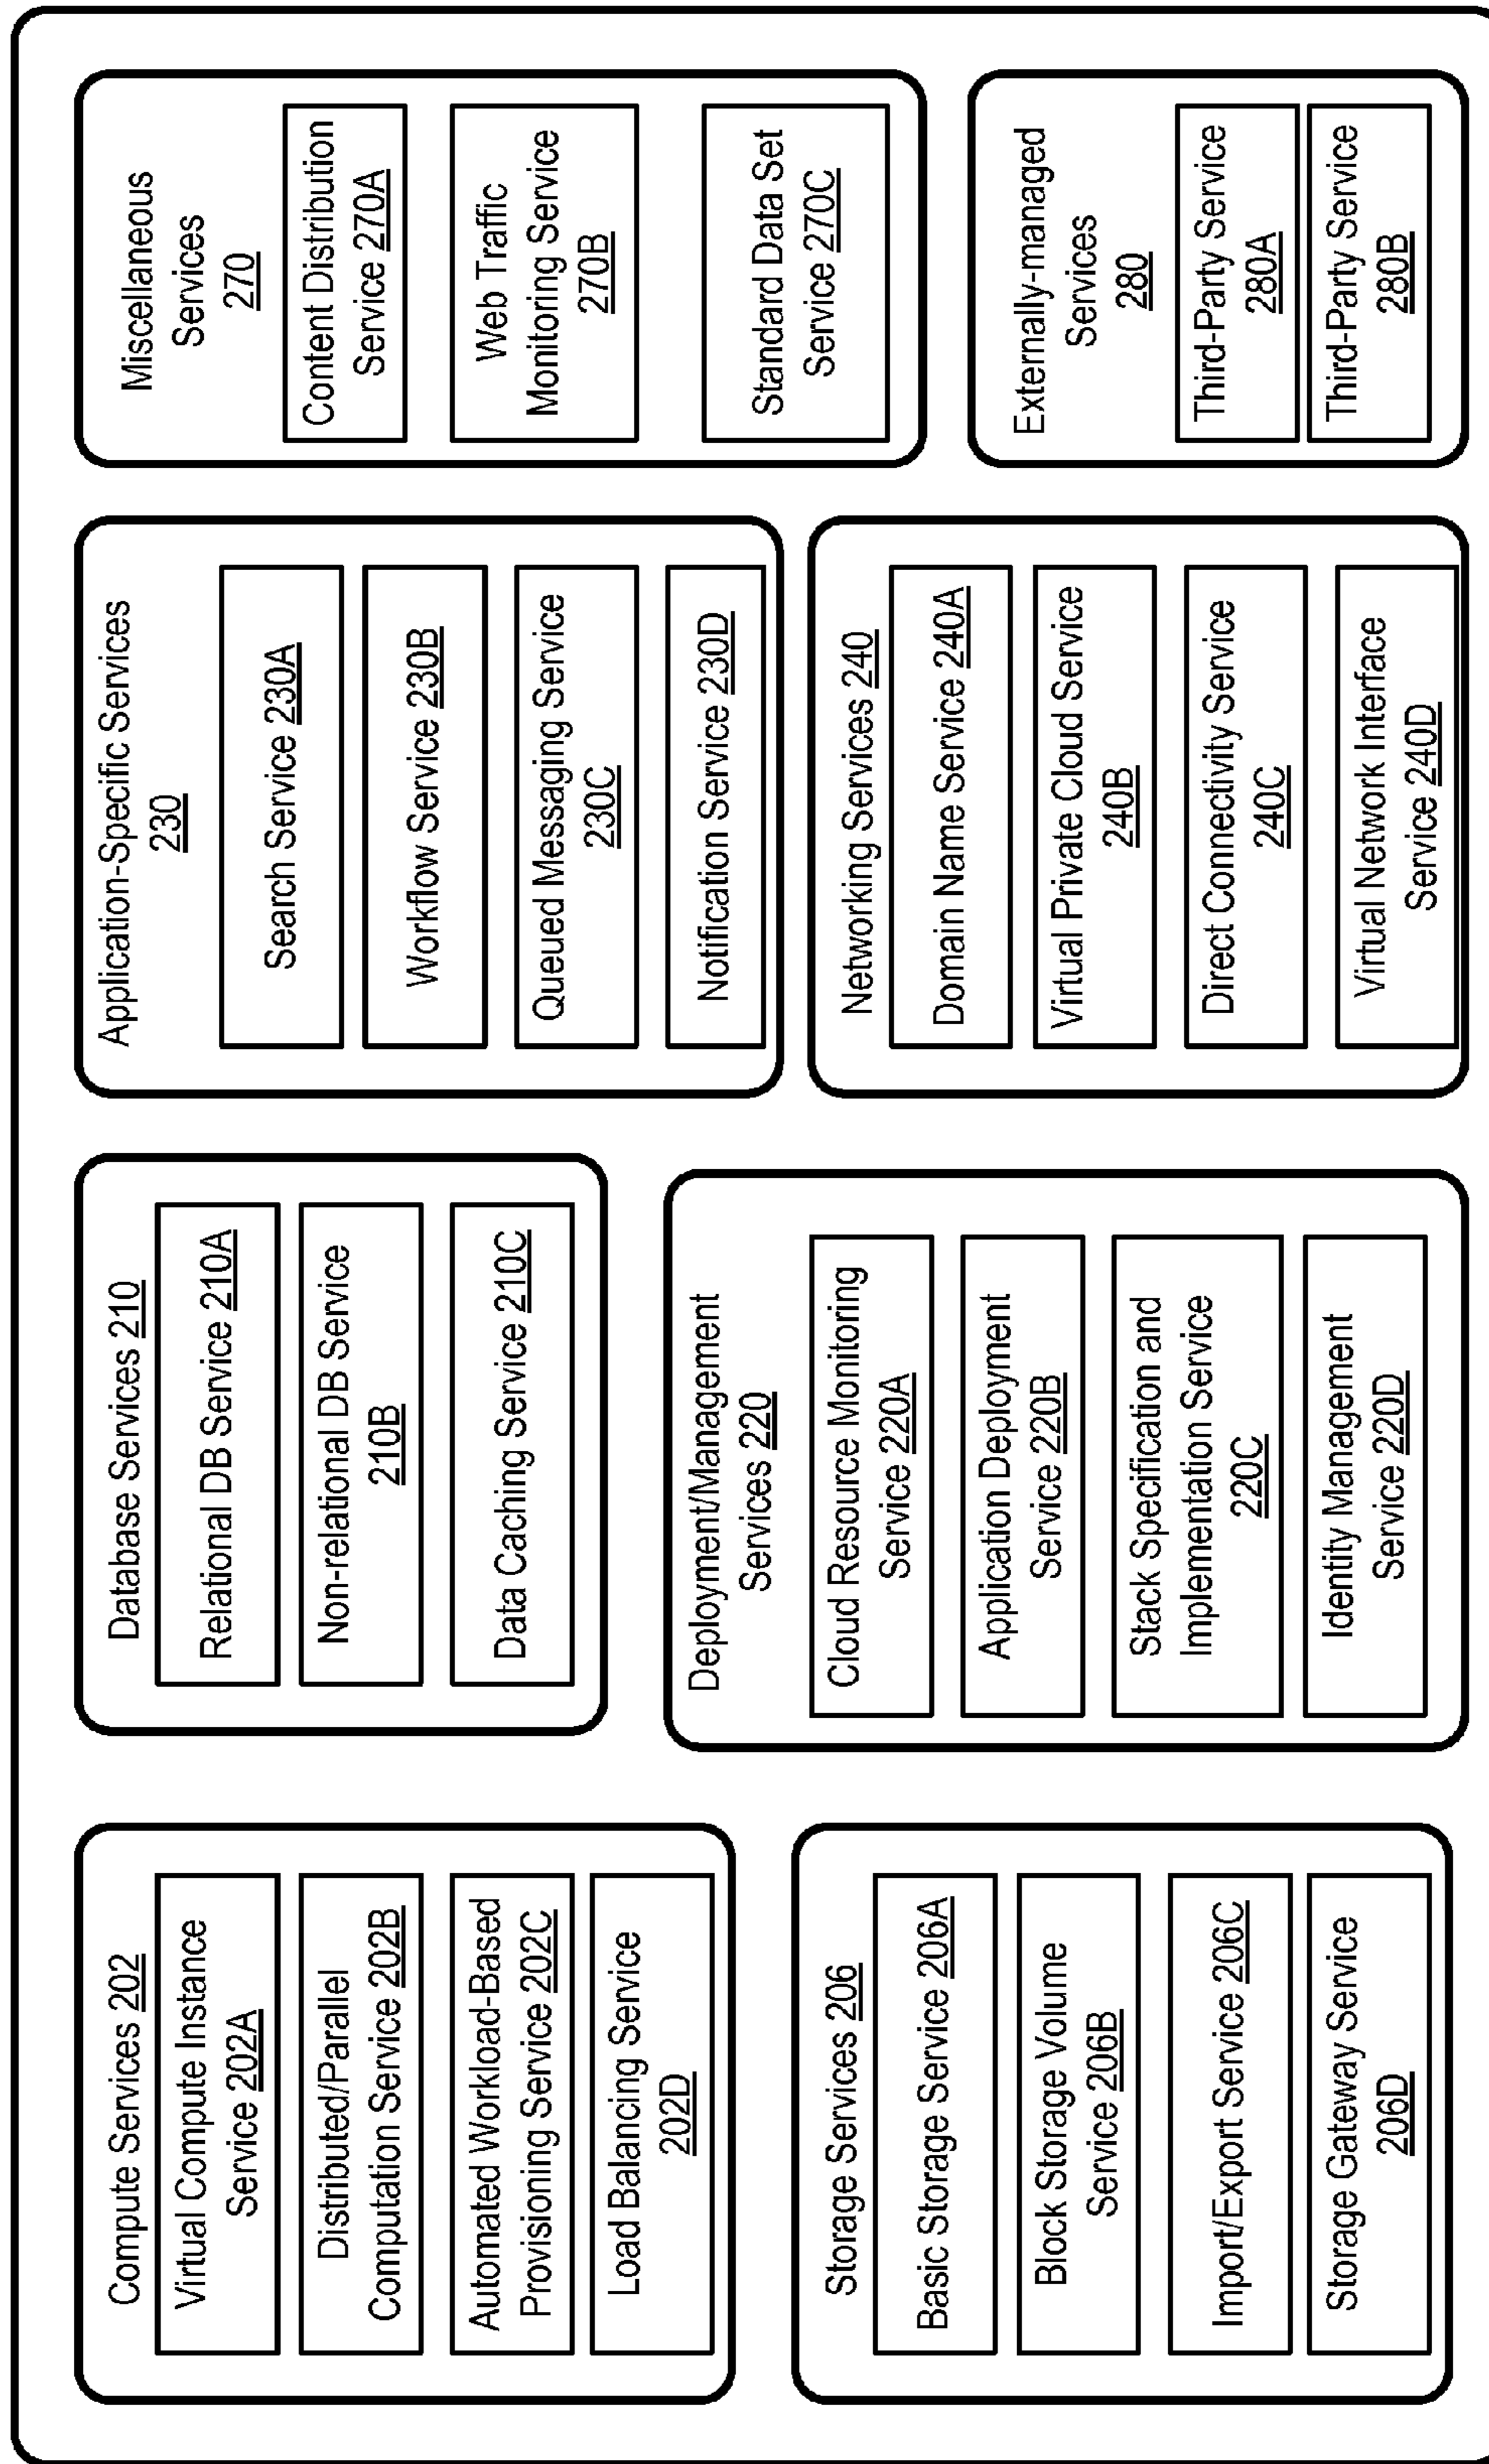 Compute Services 202
Virtual Compute Instance
Service 202A
Distributed/Parallel
Computation Service 202B
Automated Workload-Based
Provisioning Service 202C
Load Balancing Service
202D
Storage Services 206
Basic Storage Service 206A
Block Storage Volume
Service 206B
Import/Export Service 206C
Storage Gateway Service
206D
Database Services 210
Relational DB Service 210A
Non-relational DB Service
210B
Data Caching Service 210C
Deployment/Management
Services 220
Cloud Resource Monitoring
Service 220A
Application Deployment
Service 220B
Stack Specification and
Implementation Service
220C
Identity Management
Service 220D
Application-Specific Services
230
Search Service 230A
Workflow Service 230B
Queued Messaging Service
230C
Notification Service 230D
Networking Services 240
Domain Name Service 240A
Virtual Private Cloud Service
240B
Direct Connectivity Service
240C
Virtual Network Interface
Service 240D
Miscellaneous
Services
270
Content Distribution
Service 270A
Web Traffic
Monitoring Service
270B
Standard Data Set
Service 270C
Externally-managed
Services
280
Third-Party Service
280A
Third-Party Service
280B